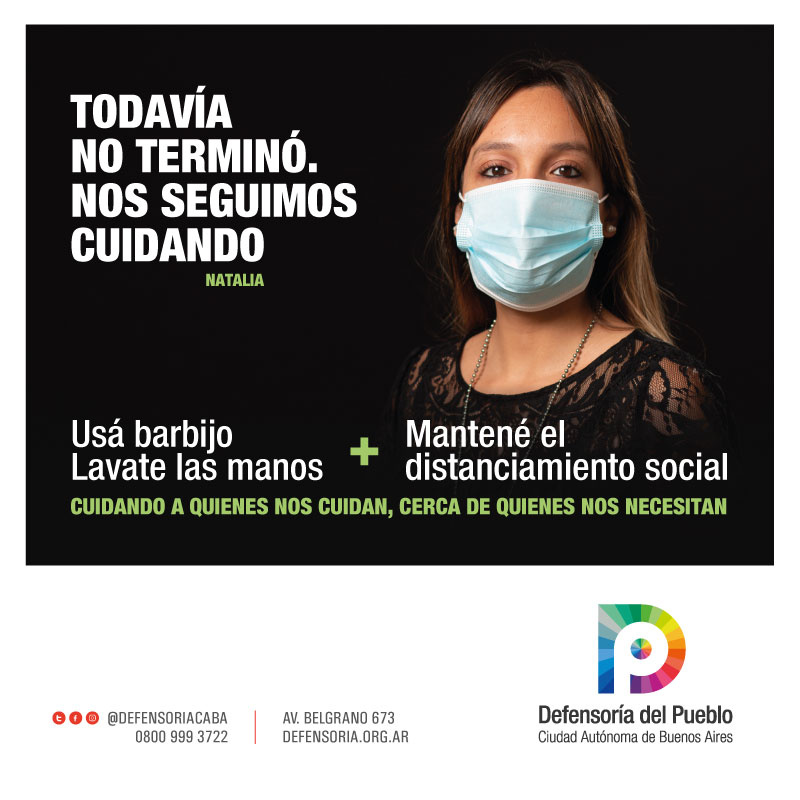 TODAVÍA
NO TERMINÓ.
NOS SEGUIMOS
CUIDANDO
NATALIA
Usá barbijo
Lavate las manos
+
Mantené el
distanciamiento social
CUIDANDO A QUIENES NOS CUIDAN, CERCA DE QUIENES NOS NECESITAN
@DEFENSORIACABA
0800 999 3722
AV. BELGRANO 673
DEFENSORIA.ORG.AR
Defensoría del Pueblo
Ciudad Autónoma de Buenos Aires